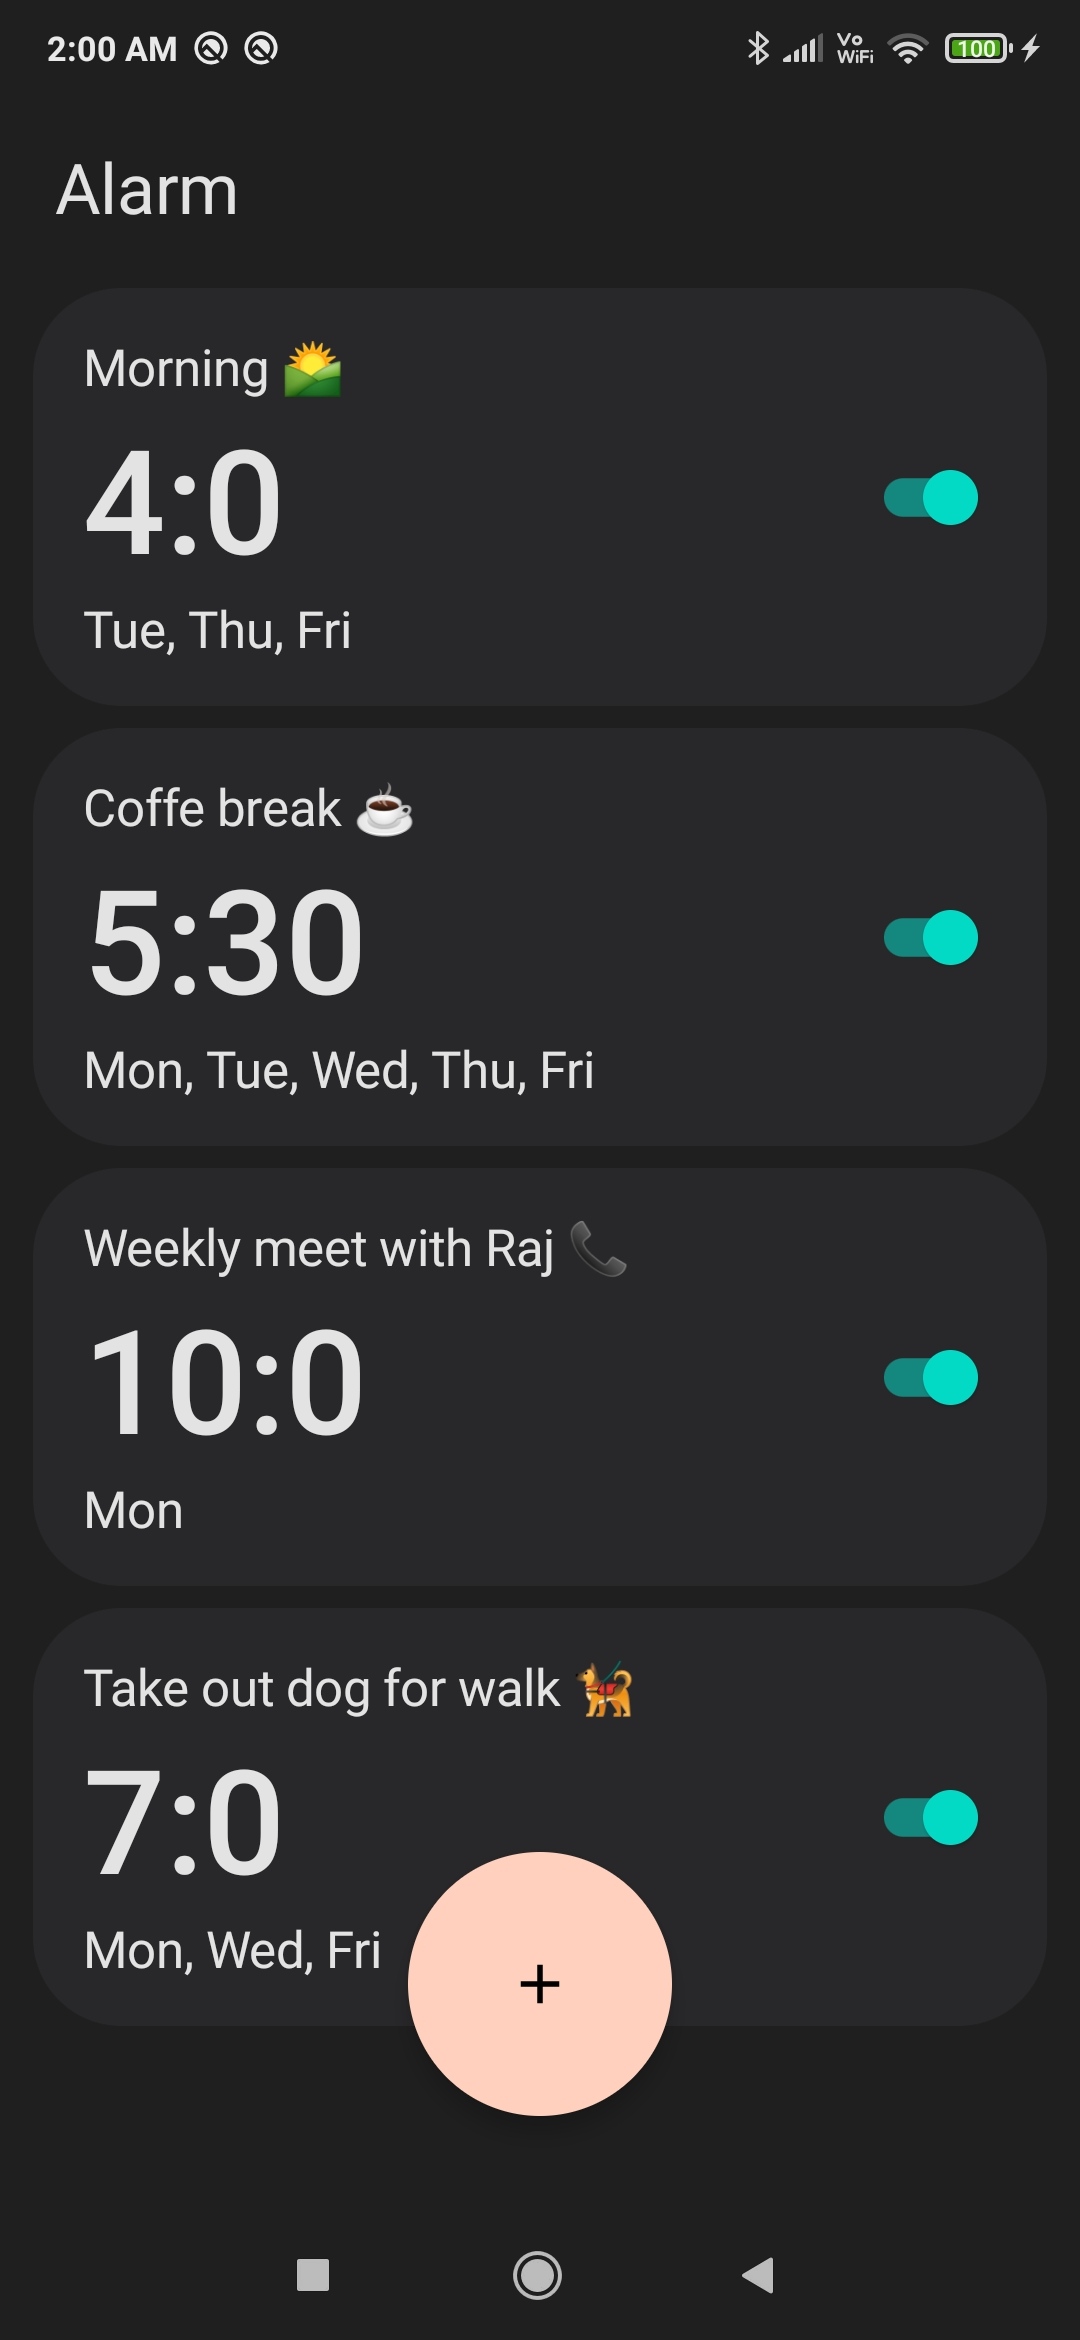 2:00 AM Vo WiFi 100
Alarm
Morning 🌄
4:0
Tue, Thu, Fri
Coffe break ☕
5:30
Mon, Tue, Wed, Thu, Fri
Weekly meet with Raj 📞
10:0
Mon
Take out dog for walk 🐕‍🦺
7:0
Mon, Wed, Fri
+